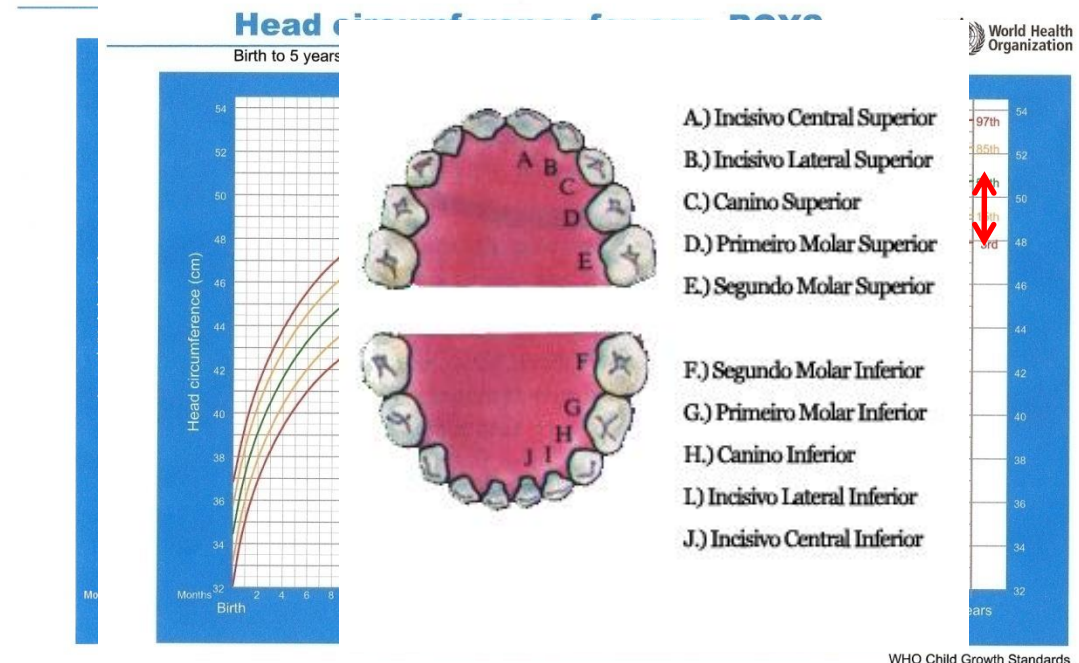 Head
Birth to 5 years
World Health
Organization
54
52
50
48
46
44
42
40
38
36
34
32
Head circumference (cm)
Months
2 4 6 8
Birth
Mo
A
B
C
D
E
F
G
H
J I
A.) Incisivo Central Superior
B.) Incisivo Lateral Superior
C.) Canino Superior
D.) Primeiro Molar Superior
E.) Segundo Molar Superior
F.) Segundo Molar Inferior
G.) Primeiro Molar Inferior
H.) Canino Inferior
I.) Incisivo Lateral Inferior
J.) Incisivo Central Inferior
97th
85th
3rd
54
52
50
48
46
44
42
40
38
36
34
32
ears
WHO Child Growth Standards